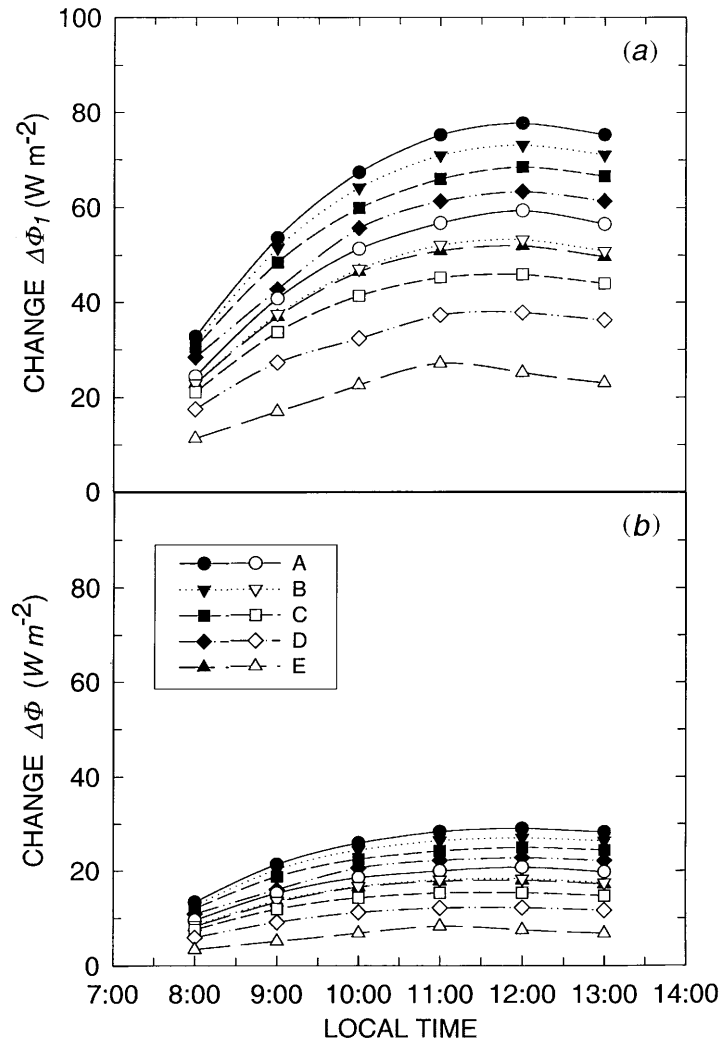 100
(a)
80
60
40
20
0
CHANGE ΔΦ₁ (W m⁻²)
(b)
A
B
C
D
E
80
60
40
20
0
CHANGE ΔΦ (W m⁻²)
7:00 8:00 9:00 10:00 11:00 12:00 13:00 14:00
LOCAL TIME